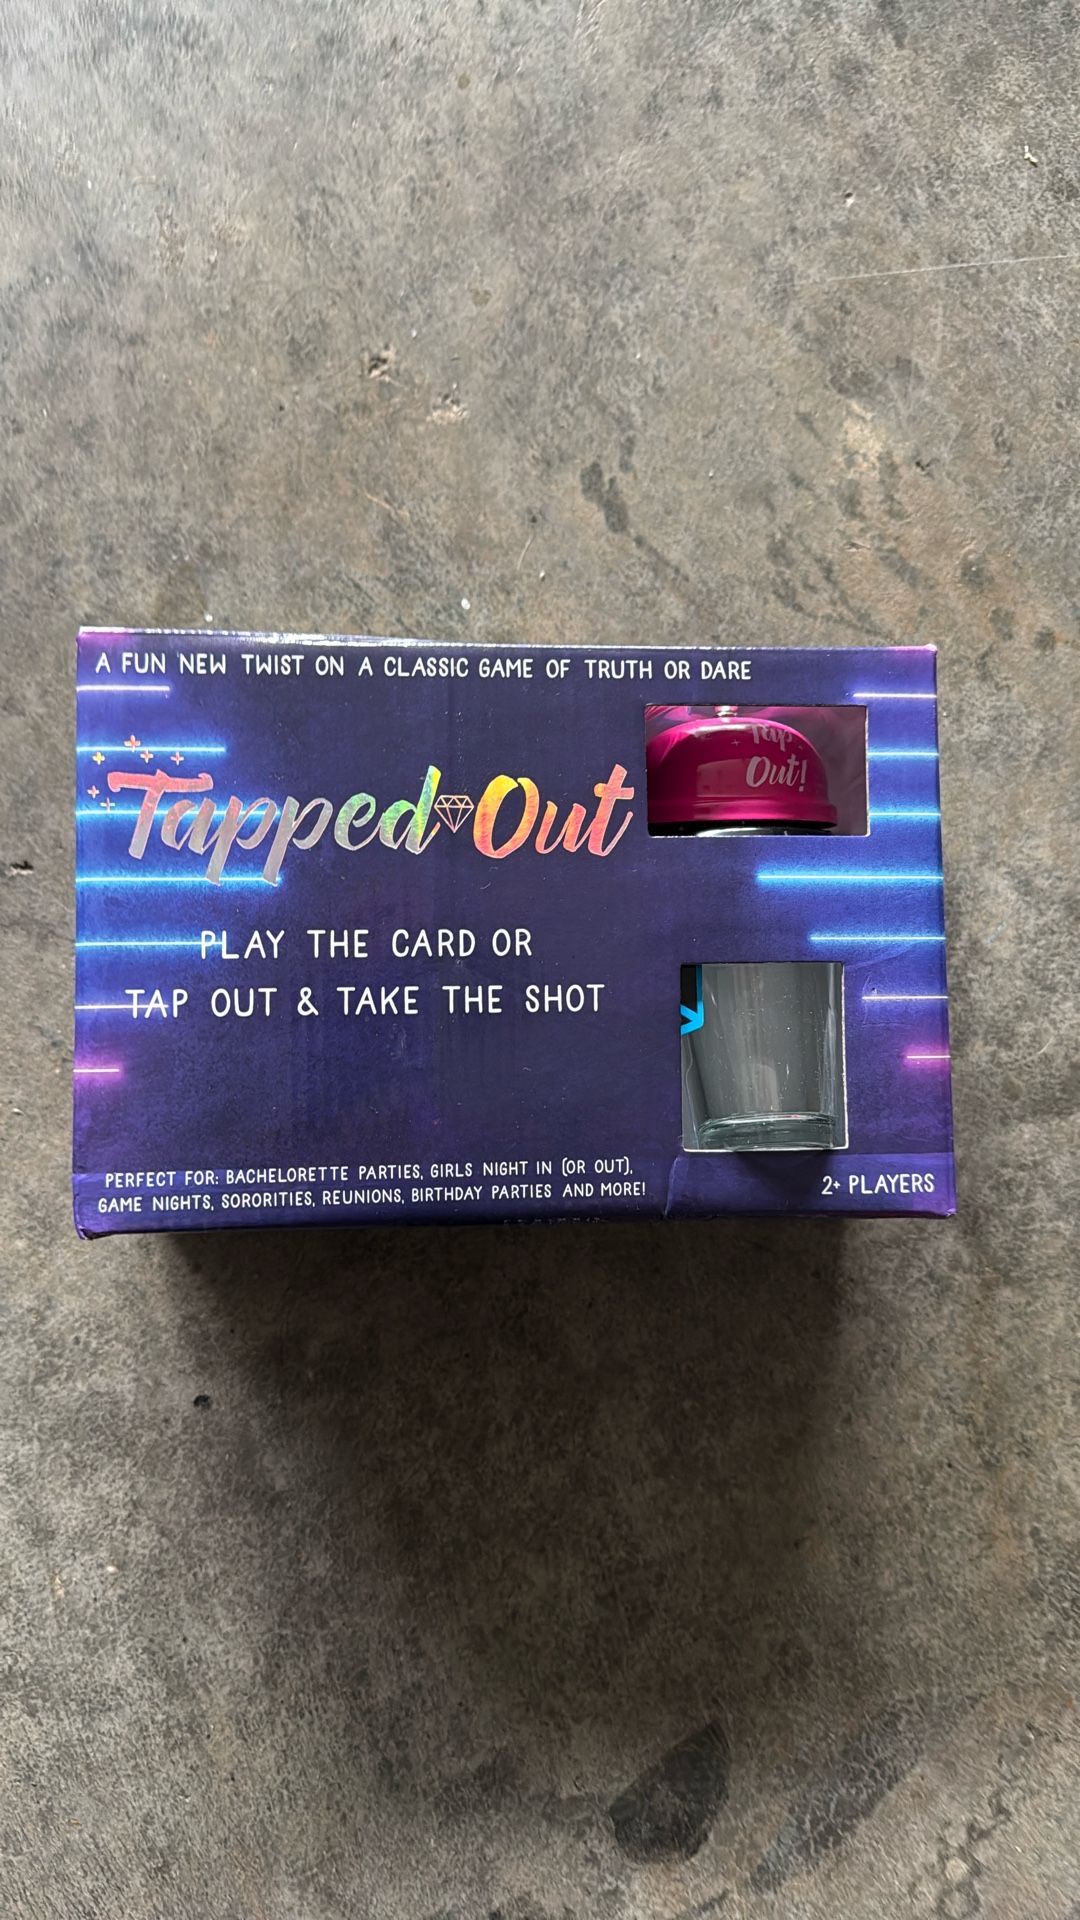 A FUN NEW TWIST ON A CLASSIC GAME OF TRUTH OR DARE
Tap
Out!
Tapped Out
PLAY THE CARD OR
TAP OUT & TAKE THE SHOT
PERFECT FOR: BACHELORETTE PARTIES, GIRLS NIGHT IN (OR OUT),
GAME NIGHTS, SORORITIES, REUNIONS, BIRTHDAY PARTIES AND MORE!
2+ PLAYERS